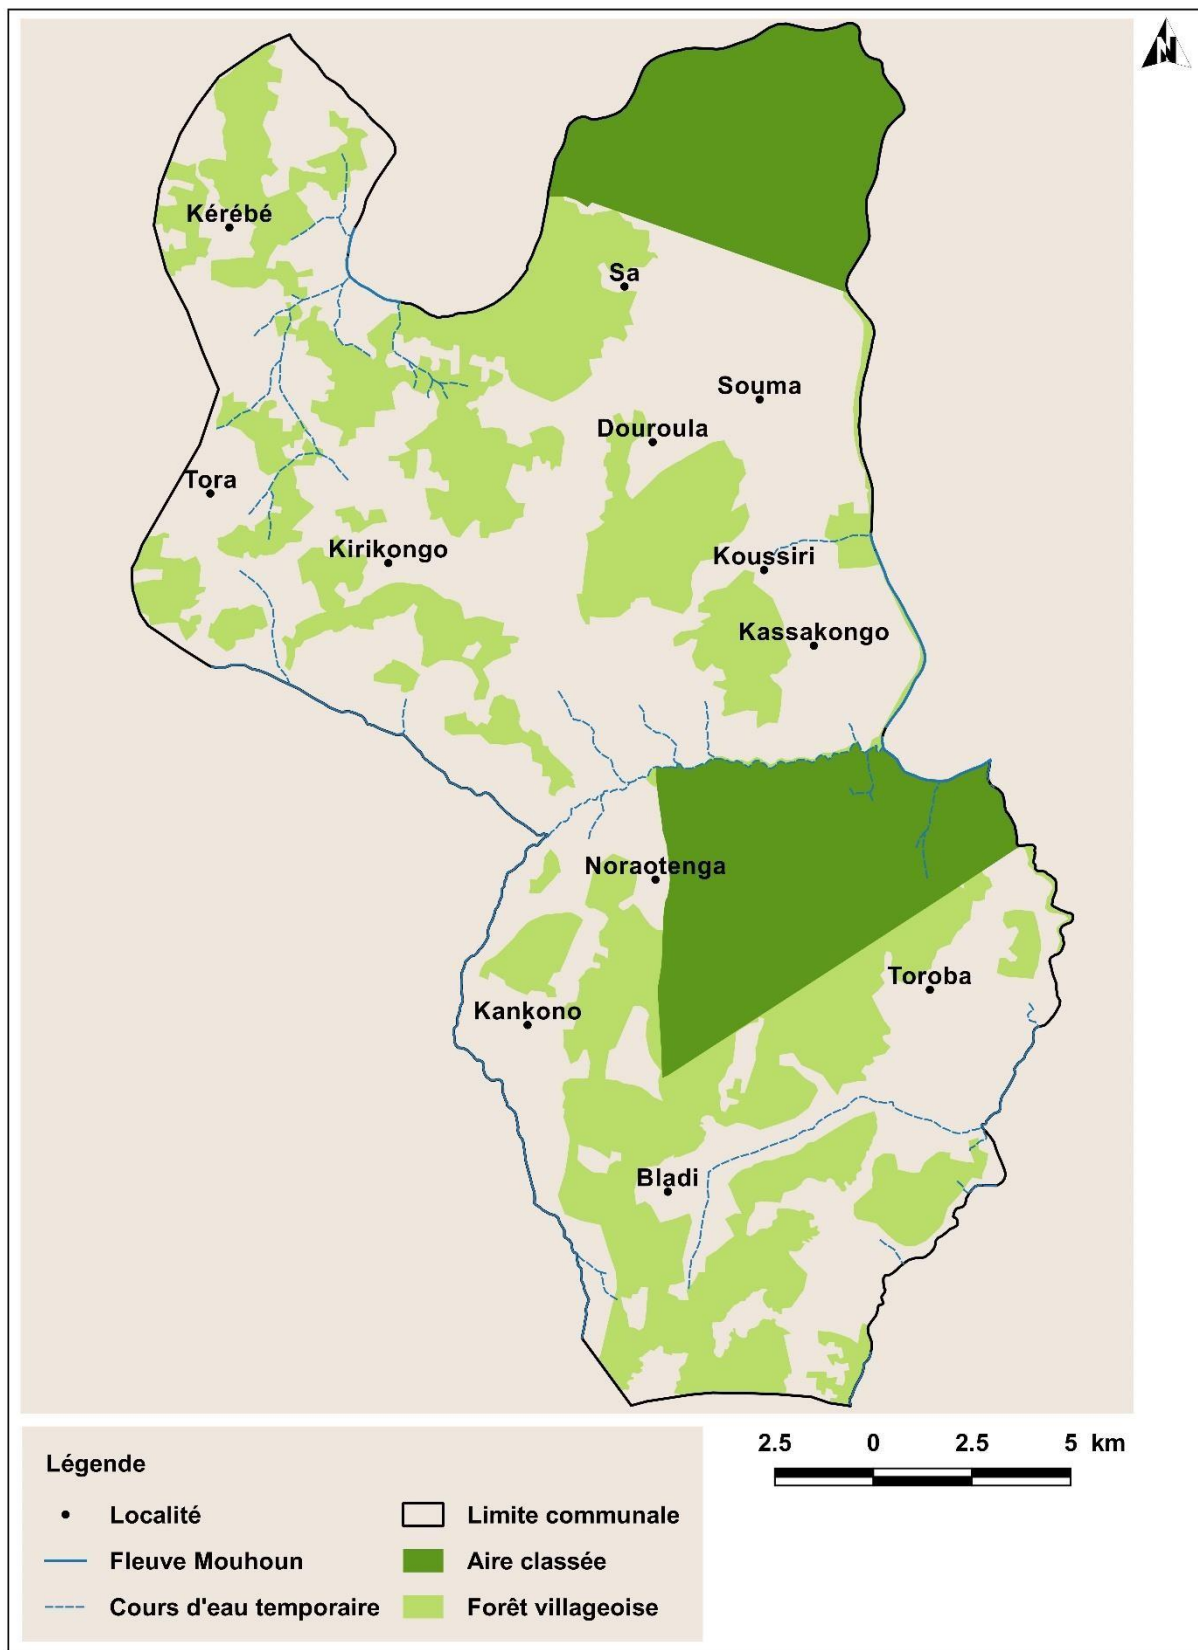 N
Kérébé
Sa
Souma
Douroula
Tora
Kirikongo
Koussiri
Kassakongo
Noraotenga
Toroba
Kankono
Bladi
2.5 0 2.5 5 km
Légende
Localité
Limite communale
Fleuve Mouhoun
Aire classée
Cours d'eau temporaire
Forêt villageoise